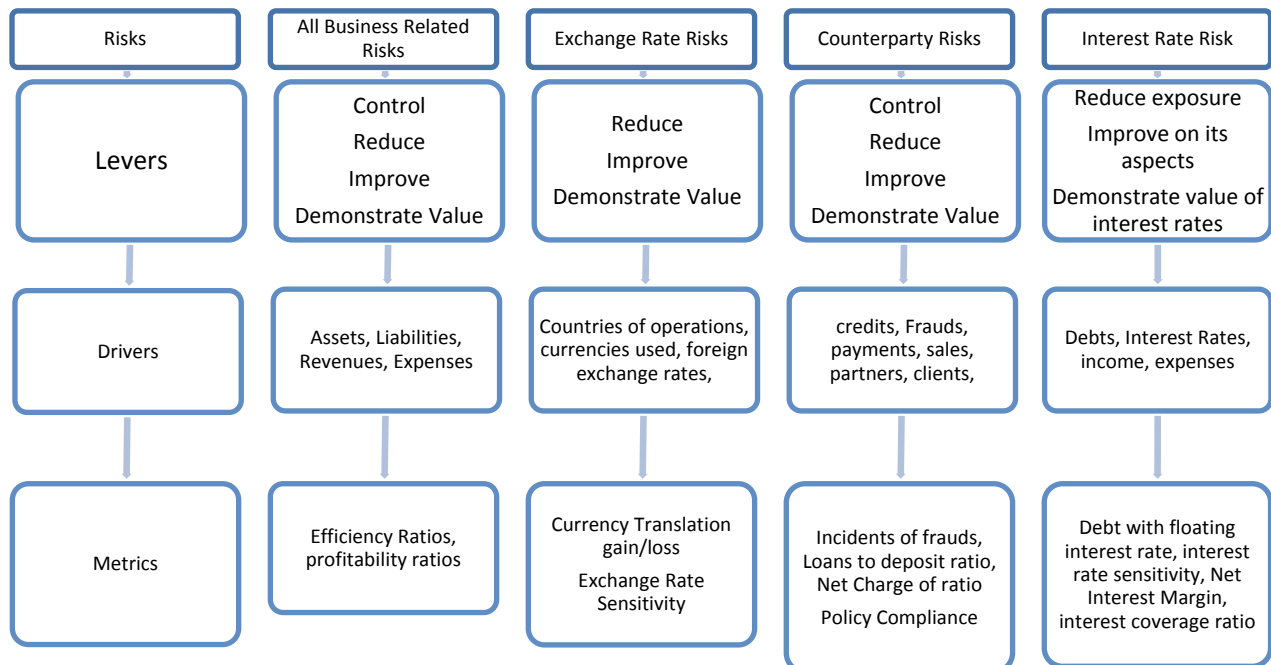 Risks
All Business Related
Risks
Exchange Rate Risks
Counterparty Risks
Interest Rate Risk
Levers
Control
Reduce
Improve
Demonstrate Value
Reduce
Improve
Demonstrate Value
Control
Reduce
Improve
Demonstrate Value
Reduce exposure
Improve on its
aspects
Demonstrate value of
interest rates
Drivers
Assets, Liabilities,
Revenues, Expenses
Countries of operations,
currencies used, foreign
exchange rates,
credits, Frauds,
payments, sales,
partners, clients,
Debts, Interest Rates,
income, expenses
Metrics
Efficiency Ratios,
profitability ratios
Currency Translation
gain/loss
Exchange Rate
Sensitivity
Incidents of frauds,
Loans to deposit ratio,
Net Charge of ratio
Policy Compliance
Debt with floating
interest rate, interest
rate sensitivity, Net
Interest Margin,
interest coverage ratio